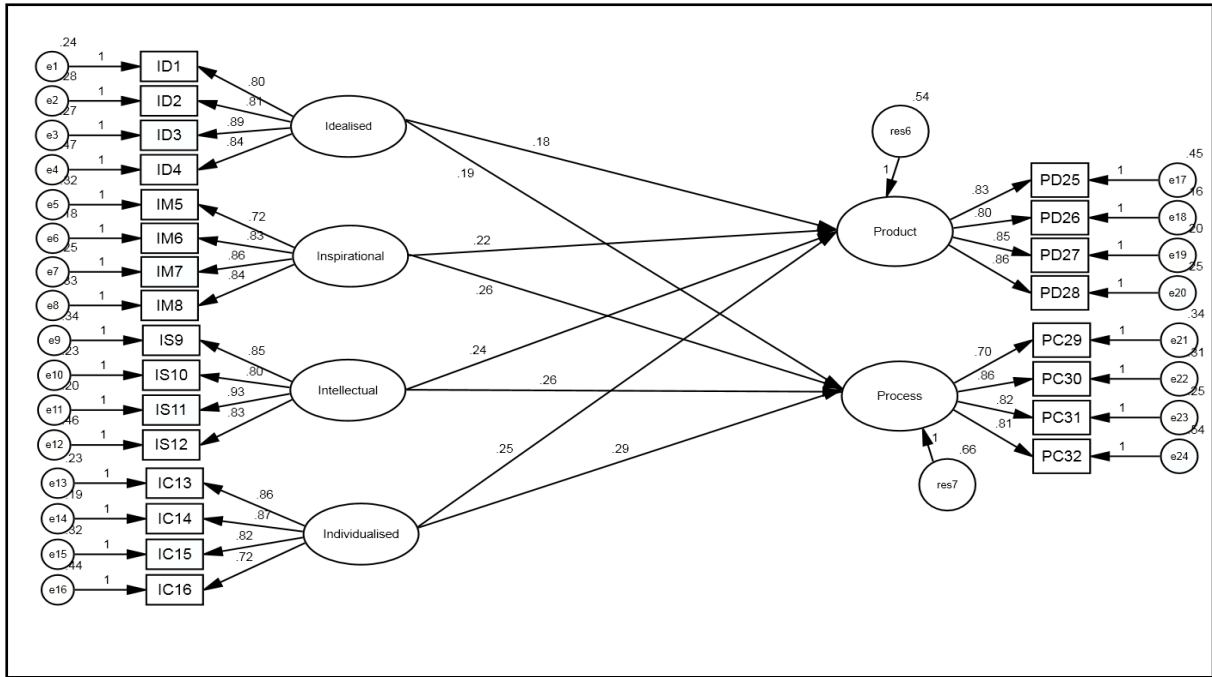 .24
e1 1 ID1
.28
e2 1 ID2
.27
e3 1 ID3
.47
e4 1 ID4
.32
e5 1 IM5
.18
e6 1 IM6
.25
e7 1 IM7
.33
e8 1 IM8
.34
e9 1 IS9
.23
e10 1 IS10
.20
e11 1 IS11
.46
e12 1 IS12
.23
e13 1 IC13
.19
e14 1 IC14
.32
e15 1 IC15
.44
e16 1 IC16
.80
.81
.89
.84
Idealised
.72
.83
.86
.84
Inspirational
.85
.80
.93
.83
Intellectual
.86
.87
.82
.72
Individualised
.18
.19
.22
.26
.24
.26
.25
.29
.54
res6
1
Product
.83
.80
.85
.86
.45
PD25 1 e17
.16
PD26 1 e18
.20
PD27 1 e19
.25
PD28 1 e20
Process
.70
.86
.82
.81
.34
PC29 1 e21
.31
PC30 1 e22
.25
PC31 1 e23
.54
PC32 1 e24
1
.66
res7